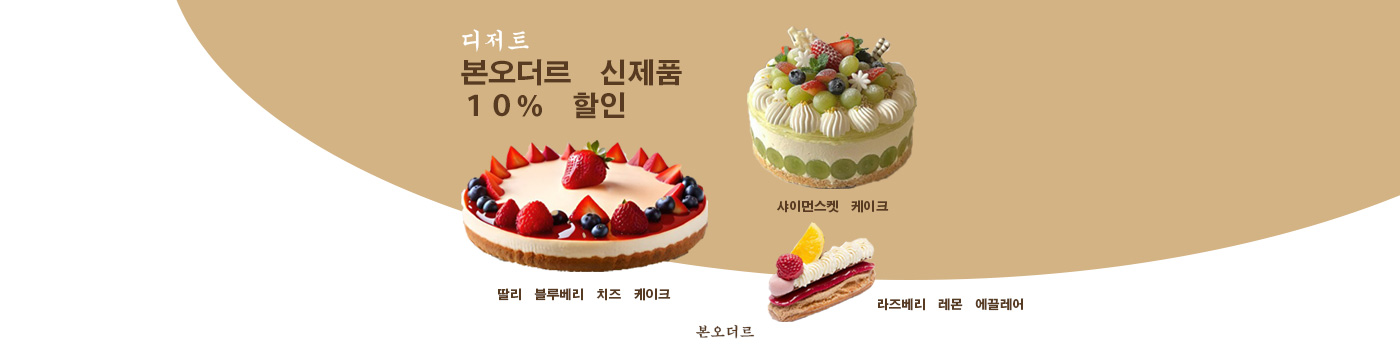 디저트
본오더르 신제품
10% 할인
샤이먼스켓 케이크
딸리 블루베리 치즈 케이크
라즈베리 레몬 에끌레어
본오더르